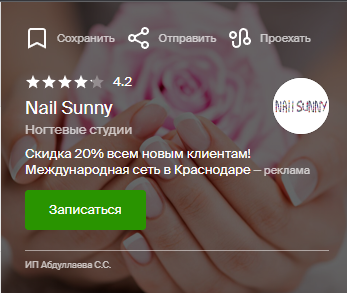 Сохранить Отправить Проехать
4.2
Nail Sunny
NAIL SUNNY
Ногтевые студии
Скидка 20% всем новым клиентам!
Международная сеть в Краснодаре – реклама
Записаться
ИП Абдуллаева С.С.